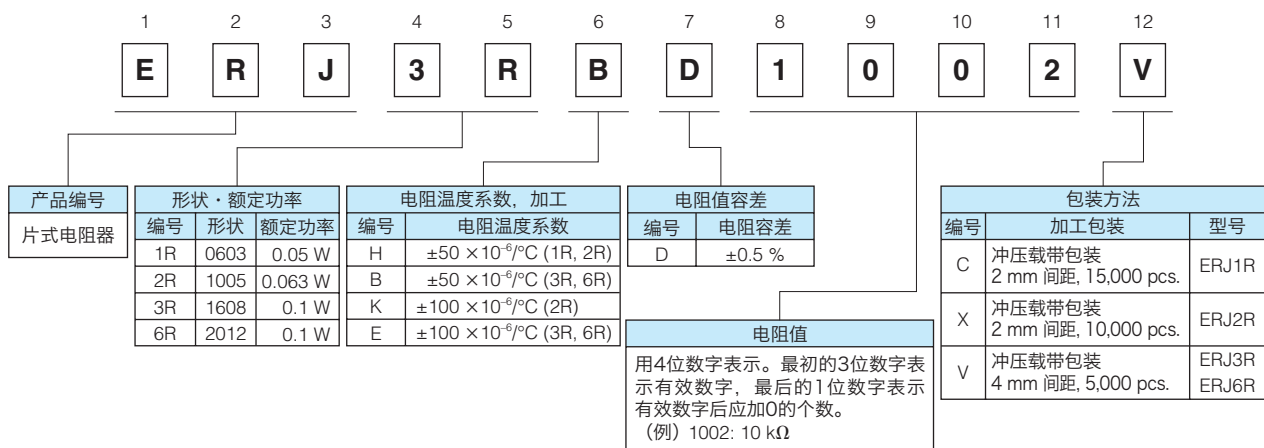 1 2 3 4 5 6 7 8 9 10 11 12
E R J 3 R B D 1 0 0 2 V
产品编号
片式电阻器
形状・额定功率
编号 形状 额定功率
1R 0603 0.05 W
2R 1005 0.063 W
3R 1608 0.1 W
6R 2012 0.1 W
电阻温度系数，加工
编号 电阻温度系数
H ±50 ×10⁻⁶/°C (1R, 2R)
B ±50 ×10⁻⁶/°C (3R, 6R)
K ±100 ×10⁻⁶/°C (2R)
E ±100 ×10⁻⁶/°C (3R, 6R)
电阻值容差
编号 电阻容差
D ±0.5 %
电阻值
用4位数字表示。最初的3位数字表
示有效数字，最后的1位数字表示
有效数字后应加0的个数。
（例）1002: 10 kΩ
包装方法
编号 加工包装 型号
C 冲压载带包装
2 mm 间距, 15,000 pcs. ERJ1R
X 冲压载带包装
2 mm 间距, 10,000 pcs. ERJ2R
V 冲压载带包装
4 mm 间距, 5,000 pcs.
ERJ3R
ERJ6R